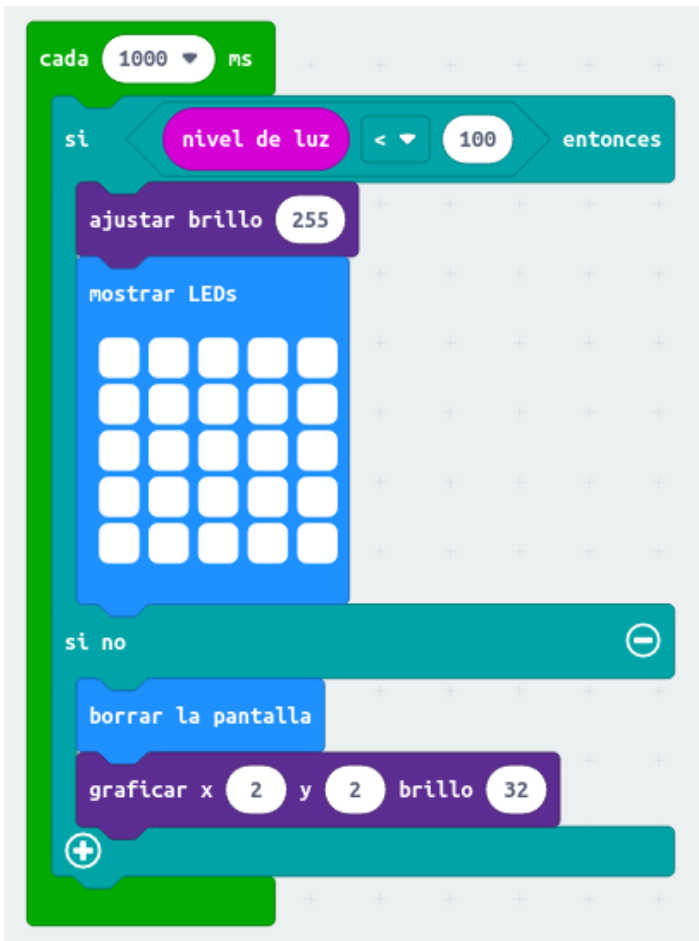 cada 1000 ms
si nivel de luz < 100 entonces
ajustar brillo 255
mostrar LEDs
si no
borrar la pantalla
graficar x 2 y 2 brillo 32